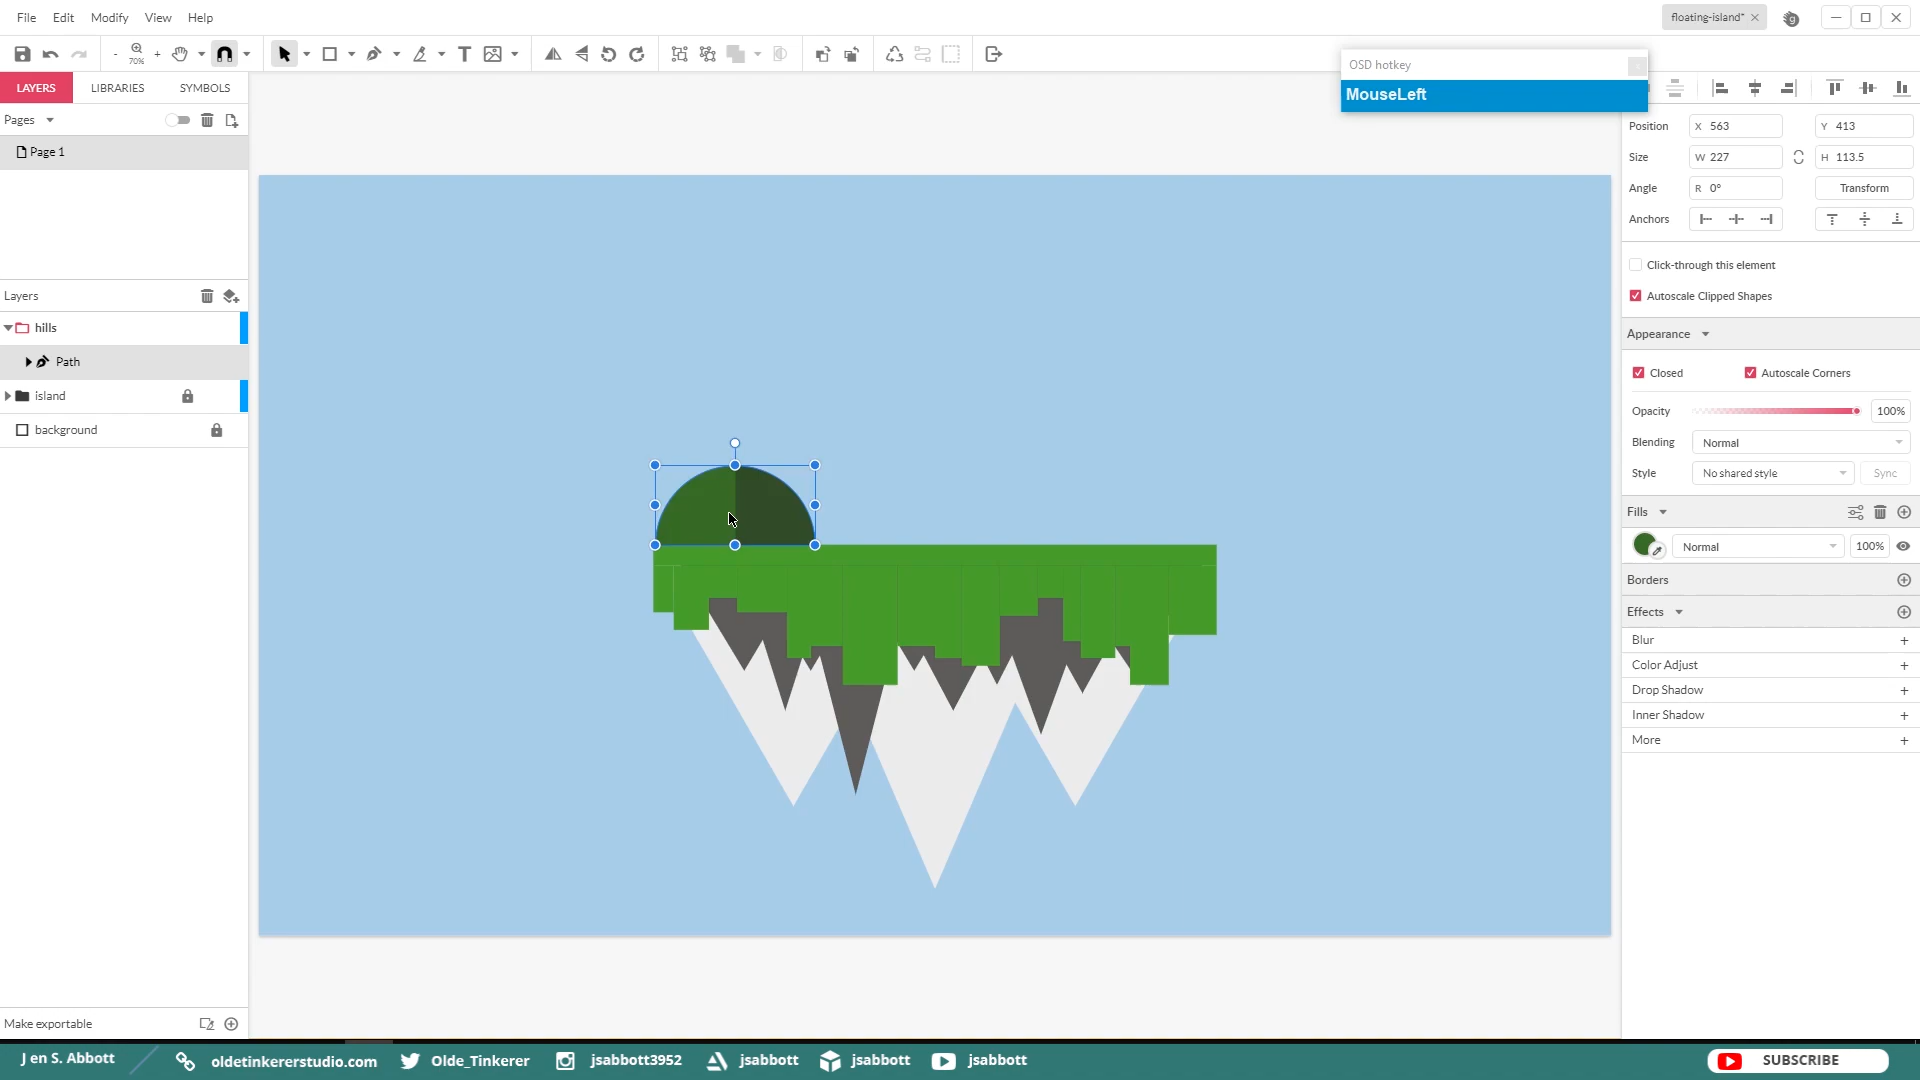 File Edit Modify View Help
floating-island*
70%
OSD hotkey
MouseLeft
LAYERS LIBRARIES SYMBOLS
Pages
Page 1
Layers
hills
Path
island
background
Make exportable
Position X 563 Y 413
Size W 227 H 113.5
Angle R 0° Transform
Anchors
Click-through this element
Autoscale Clipped Shapes
Appearance
Closed Autoscale Corners
Opacity 100%
Blending Normal
Style No shared style Sync
Fills
Normal 100%
Borders
Effects
Blur
Color Adjust
Drop Shadow
Inner Shadow
More
J en S. Abbott oldetinkererstudio.com Olde_Tinkerer jsabbott3952 jsabbott jsabbott jsabbott SUBSCRIBE